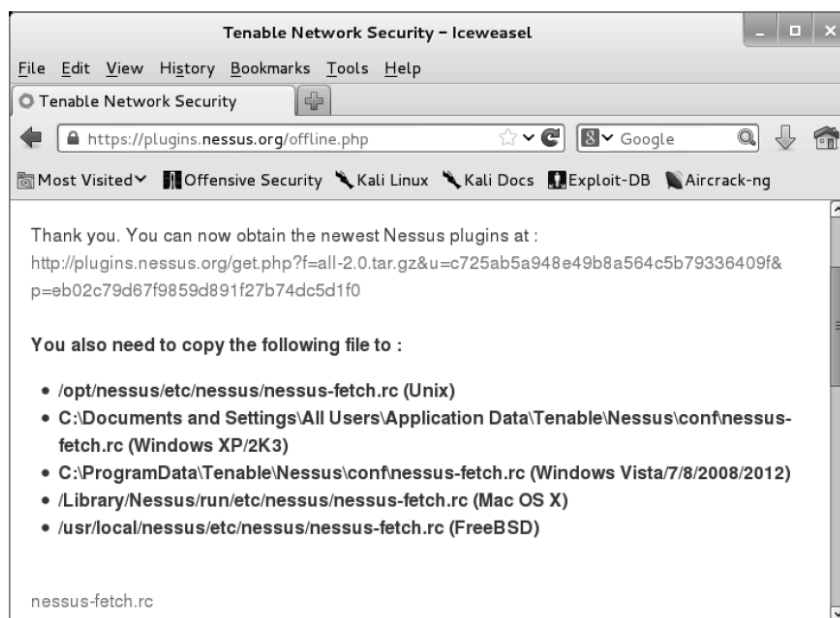 Tenable Network Security – Iceweasel
File Edit View History Bookmarks Tools Help
Tenable Network Security
https://plugins.nessus.org/offline.php
Google
Most Visited Offensive Security Kali Linux Kali Docs Exploit-DB Aircrack-ng
Thank you. You can now obtain the newest Nessus plugins at :
http://plugins.nessus.org/get.php?f=all-2.0.tar.gz&u=c725ab5a948e49b8a564c5b79336409f&
p=eb02c79d67f9859d891f27b74dc5d1f0
You also need to copy the following file to :
• /opt/nessus/etc/nessus/nessus-fetch.rc (Unix)
• C:\Documents and Settings\All Users\Application Data\Tenable\Nessus\conf\nessus-
fetch.rc (Windows XP/2K3)
• C:\ProgramData\Tenable\Nessus\conf\nessus-fetch.rc (Windows Vista/7/8/2008/2012)
• /Library/Nessus/run/etc/nessus/nessus-fetch.rc (Mac OS X)
• /usr/local/nessus/etc/nessus/nessus-fetch.rc (FreeBSD)
nessus-fetch.rc